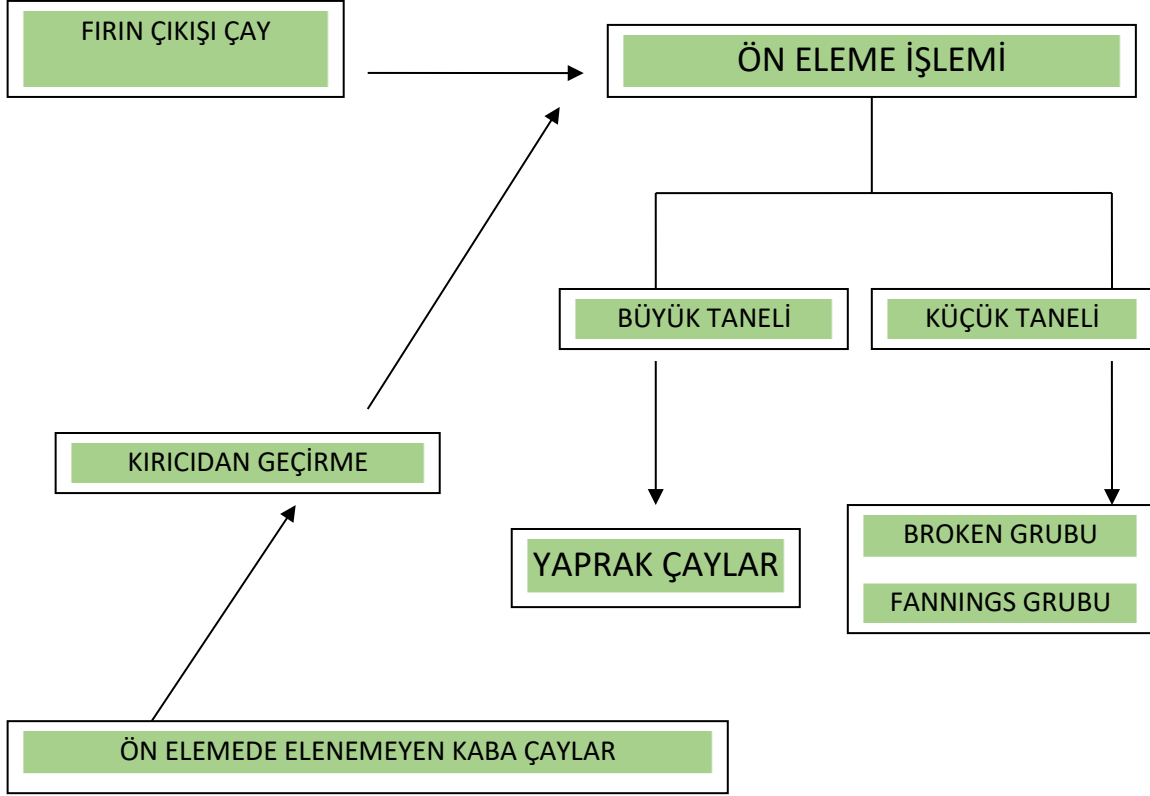 FIRIN ÇIKIŞI ÇAY
ÖN ELEME İŞLEMİ
BÜYÜK TANELİ
KÜÇÜK TANELİ
KIRICIDAN GEÇİRME
YAPRAK ÇAYLAR
BROKEN GRUBU
FANNINGS GRUBU
ÖN ELEMEDE ELENEMEYEN KABA ÇAYLAR